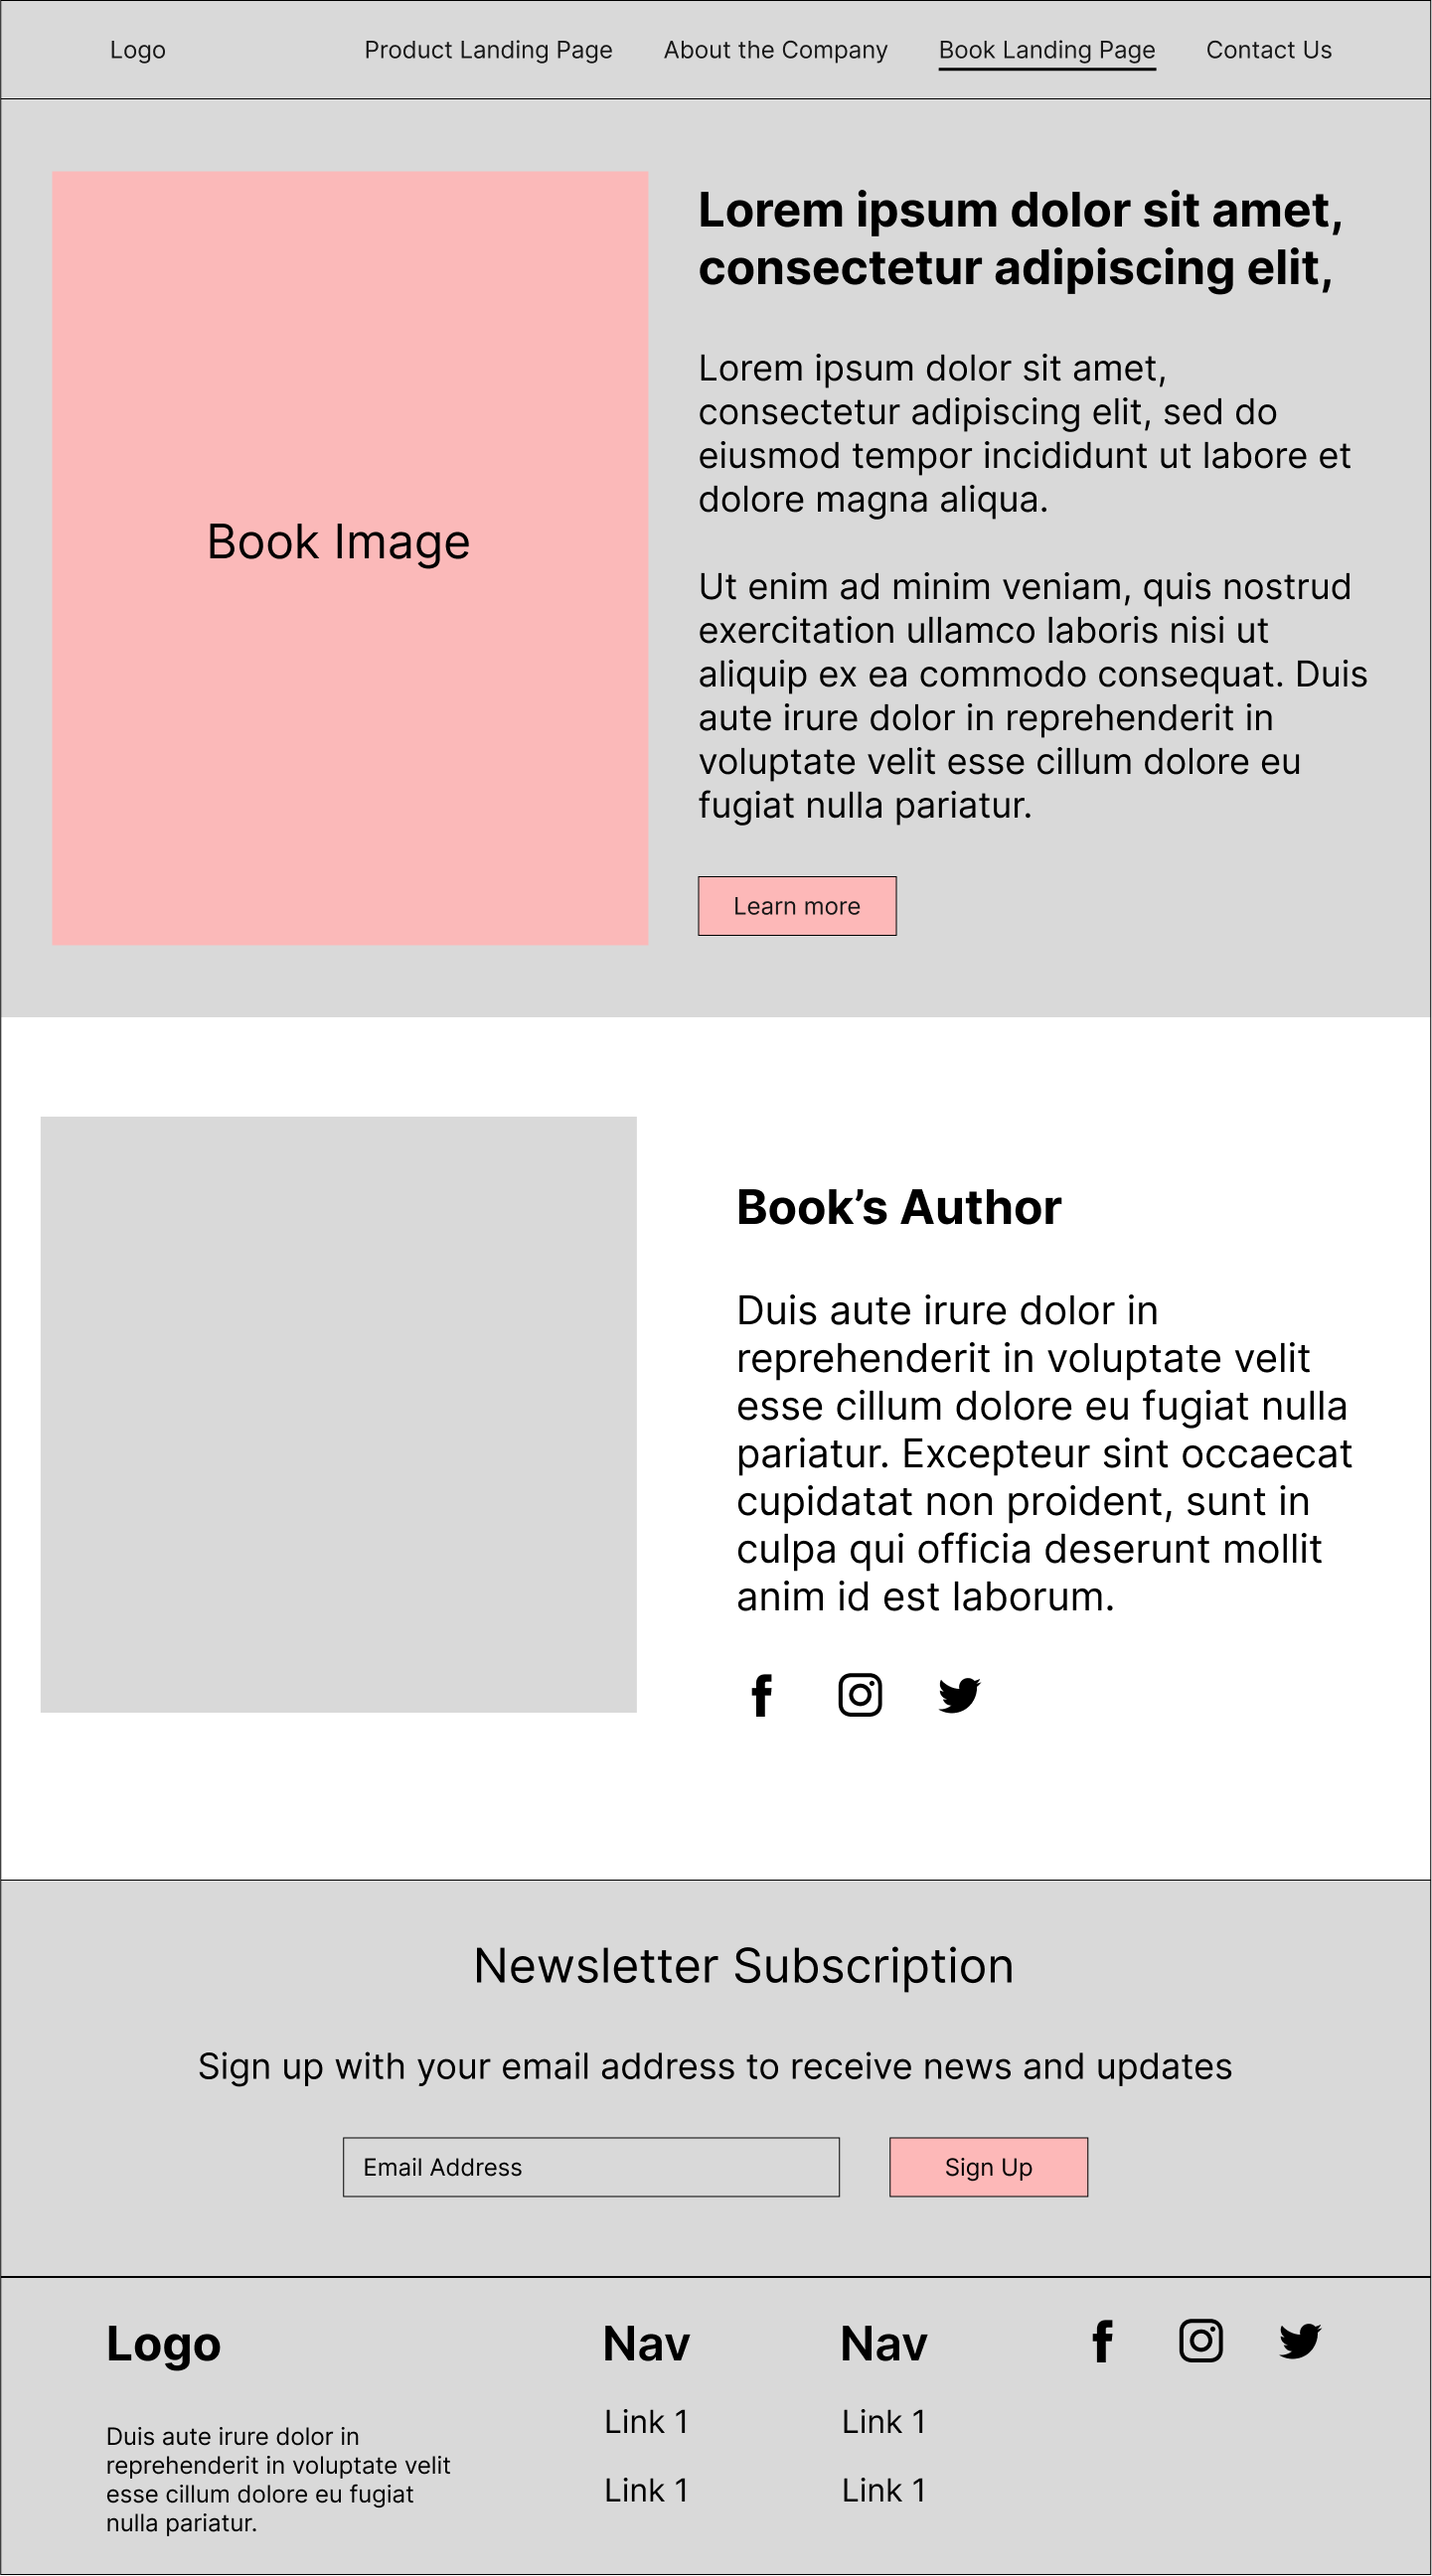 Logo
Product Landing Page
About the Company
Book Landing Page
Contact Us
Book Image
Lorem ipsum dolor sit amet,
consectetur adipiscing elit,
Lorem ipsum dolor sit amet,
consectetur adipiscing elit, sed do
eiusmod tempor incididunt ut labore et
dolore magna aliqua.
Ut enim ad minim veniam, quis nostrud
exercitation ullamco laboris nisi ut
aliquip ex ea commodo consequat. Duis
aute irure dolor in reprehenderit in
voluptate velit esse cillum dolore eu
fugiat nulla pariatur.
Learn more
Book’s Author
Duis aute irure dolor in
reprehenderit in voluptate velit
esse cillum dolore eu fugiat nulla
pariatur. Excepteur sint occaecat
cupidatat non proident, sunt in
culpa qui officia deserunt mollit
anim id est laborum.
Newsletter Subscription
Sign up with your email address to receive news and updates
Email Address
Sign Up
Logo
Duis aute irure dolor in
reprehenderit in voluptate velit
esse cillum dolore eu fugiat
nulla pariatur.
Nav
Link 1
Link 1
Nav
Link 1
Link 1